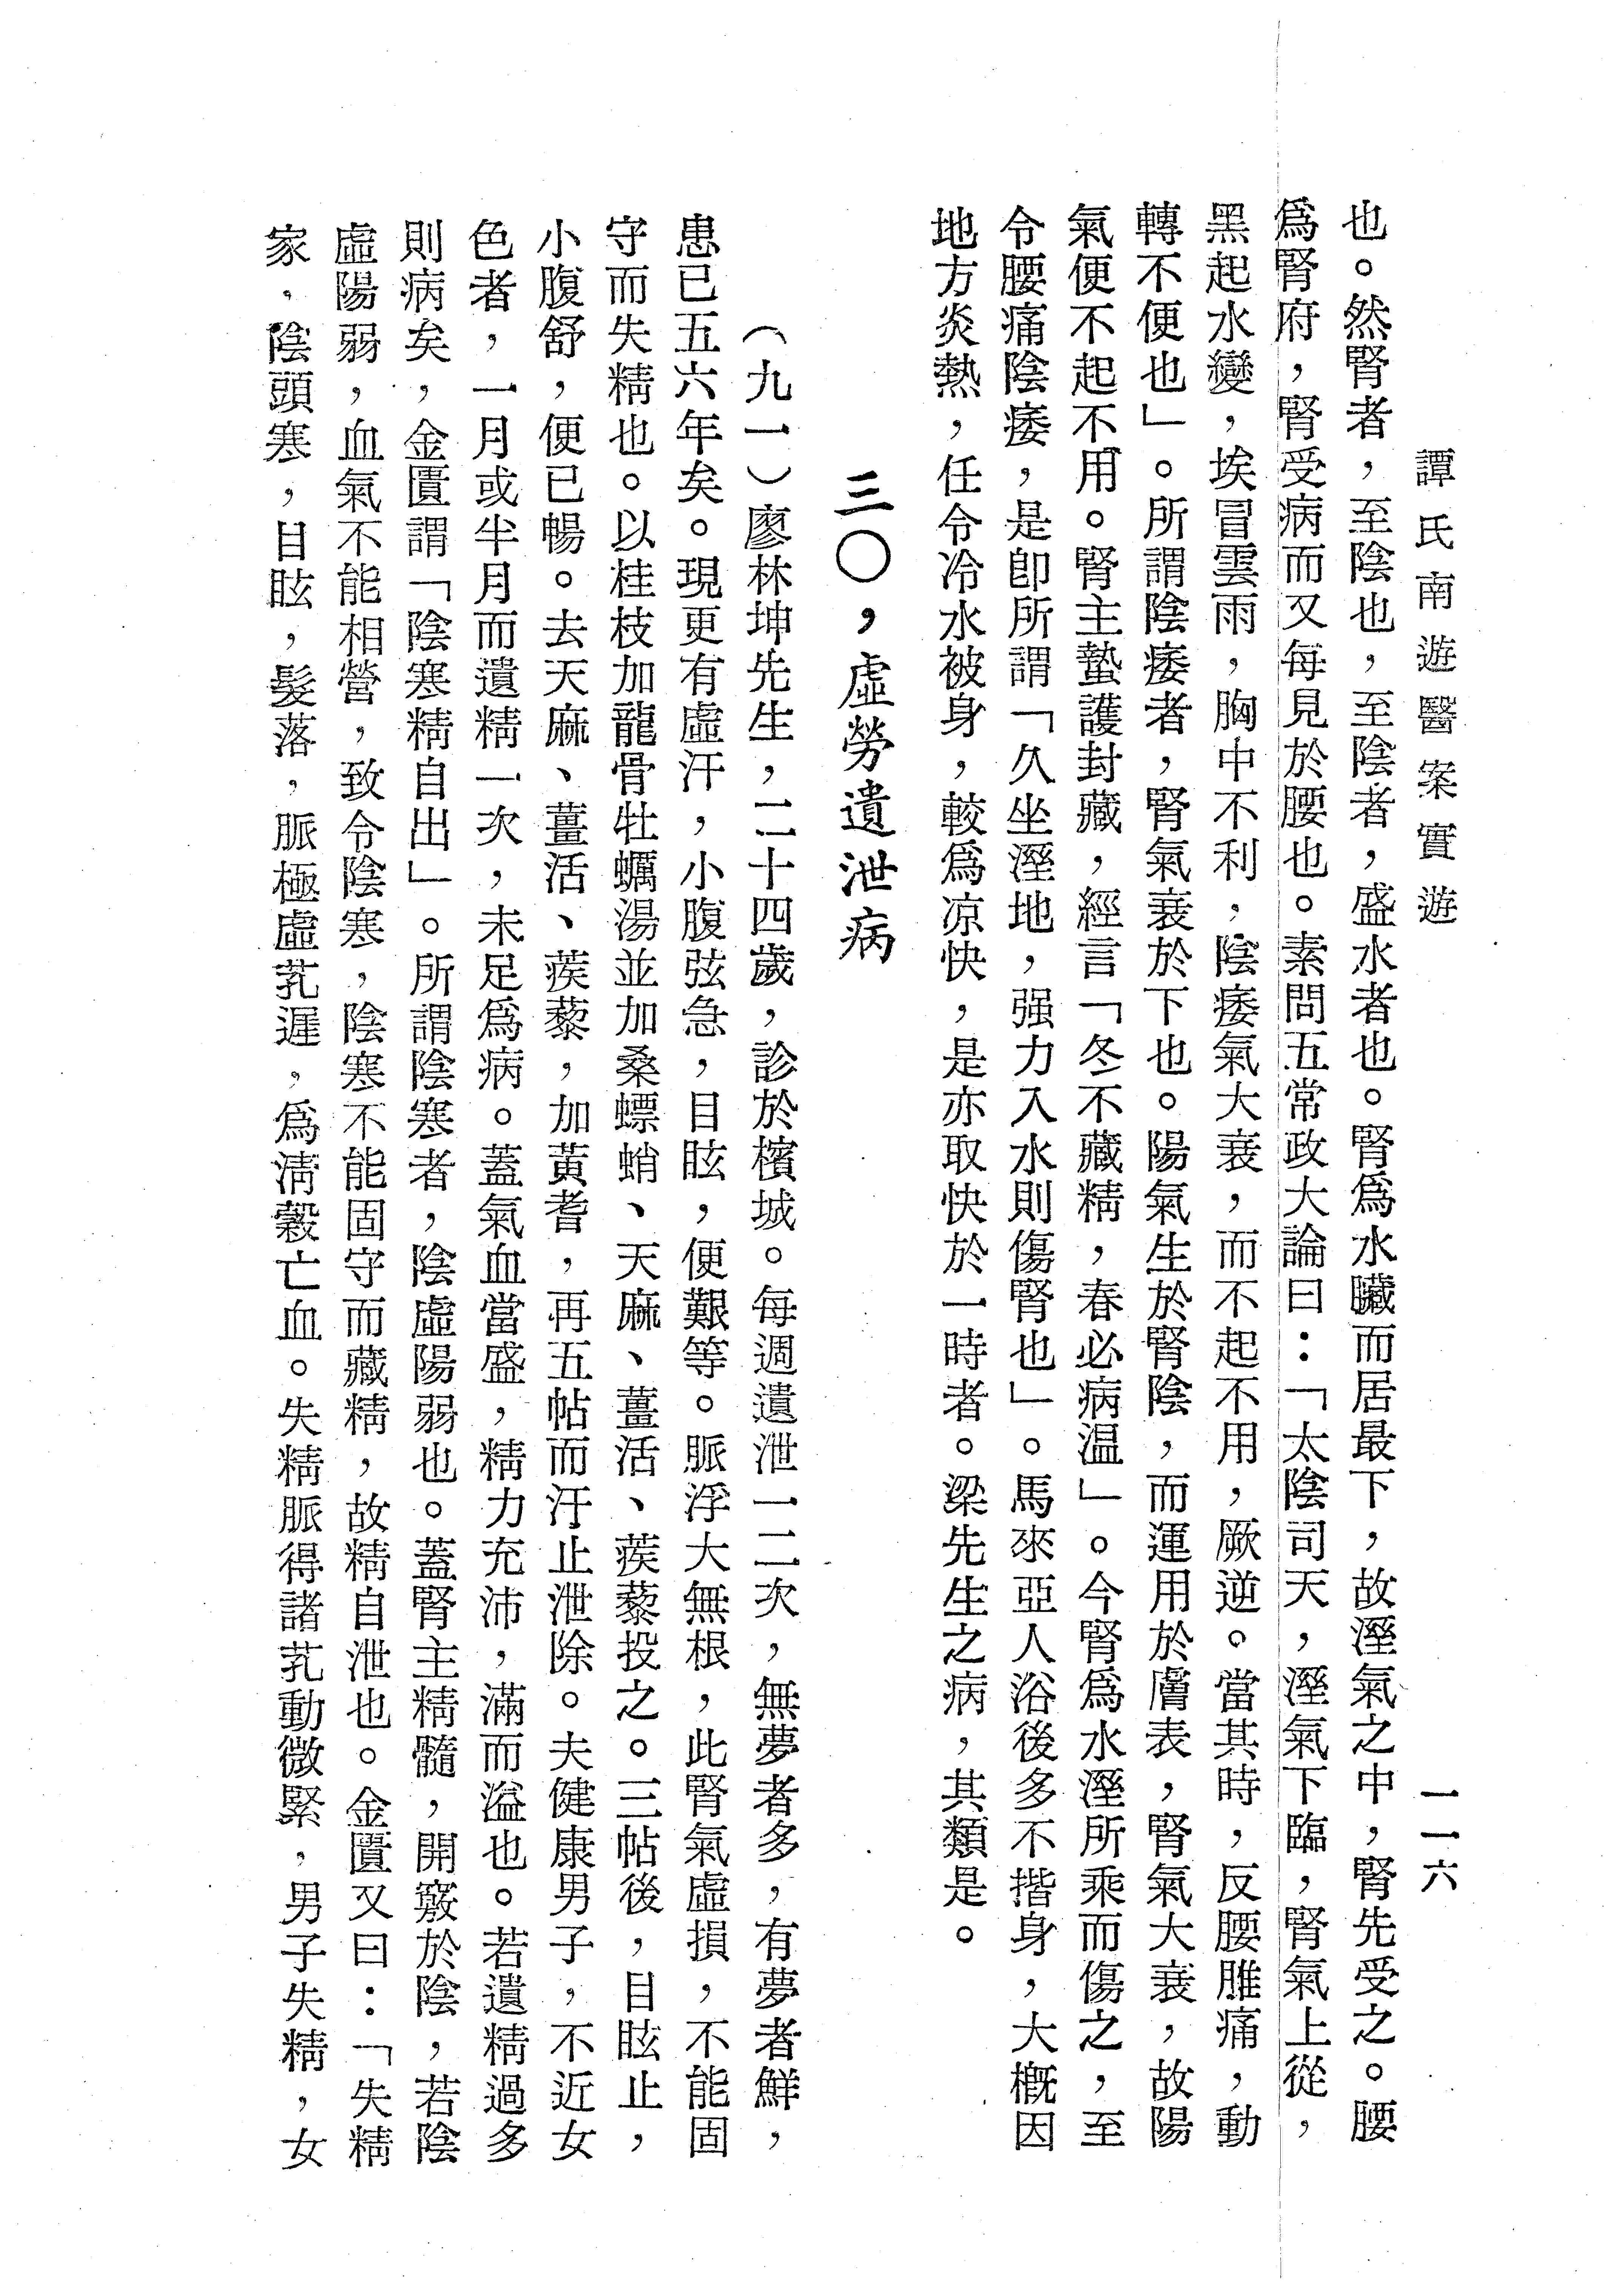 譚氏南遊醫案實遊
一一六
也。然腎者，至陰也，至陰者，盛水者也。腎爲水臟而居最下，故溼氣之中，腎先受之。腰
爲腎府，腎受病而又每見於腰也。素問五常政大論曰：「太陰司天，溼氣下臨，腎氣上從，
黑起水變，埃冒雲雨，胸中不利，陰痿氣大衰，而不起不用，厥逆。當其時，反腰脽痛，動
轉不便也」。所謂陰痿者，腎氣衰於下也。陽氣生於腎陰，而運用於膚表，腎氣大衰，故陽
氣便不起不用。腎主蟄護封藏，經言「冬不藏精，春必病温」。今腎爲水溼所乘而傷之，至
令腰痛陰痿，是卽所謂「久坐溼地，强力入水則傷腎也」。馬來亞人浴後多不揩身，大概因
地方炎熱，任令冷水被身，較爲凉快，是亦取快於一時者。梁先生之病，其類是。
三〇，虛勞遺泄病
（九一）廖林坤先生，二十四歲，診於檳城。每週遺泄一二次，無夢者多，有夢者鮮，
患已五六年矣。現更有虛汗，小腹弦急，目眩，便艱等。脈浮大無根，此腎氣虛損，不能固
守而失精也。以桂枝加龍骨牡蠣湯並加桑螵蛸、天麻、薑活、蒺藜投之。三帖後，目眩止，
小腹舒，便已暢。去天麻、薑活、蒺藜，加黃耆，再五帖而汗止泄除。夫健康男子，不近女
色者，一月或半月而遺精一次，未足爲病。蓋氣血當盛，精力充沛，滿而溢也。若遺精過多
則病矣，金匱謂「陰寒精自出」。所謂陰寒者，陰虛陽弱也。蓋腎主精髓，開竅於陰，若陰
虛陽弱，血氣不能相營，致令陰寒，陰寒不能固守而藏精，故精自泄也。金匱又曰：「失精
家，陰頭寒，目眩，髮落，脈極虛芤遲，爲淸穀亡血。失精脈得諸芤動微緊，男子失精，女